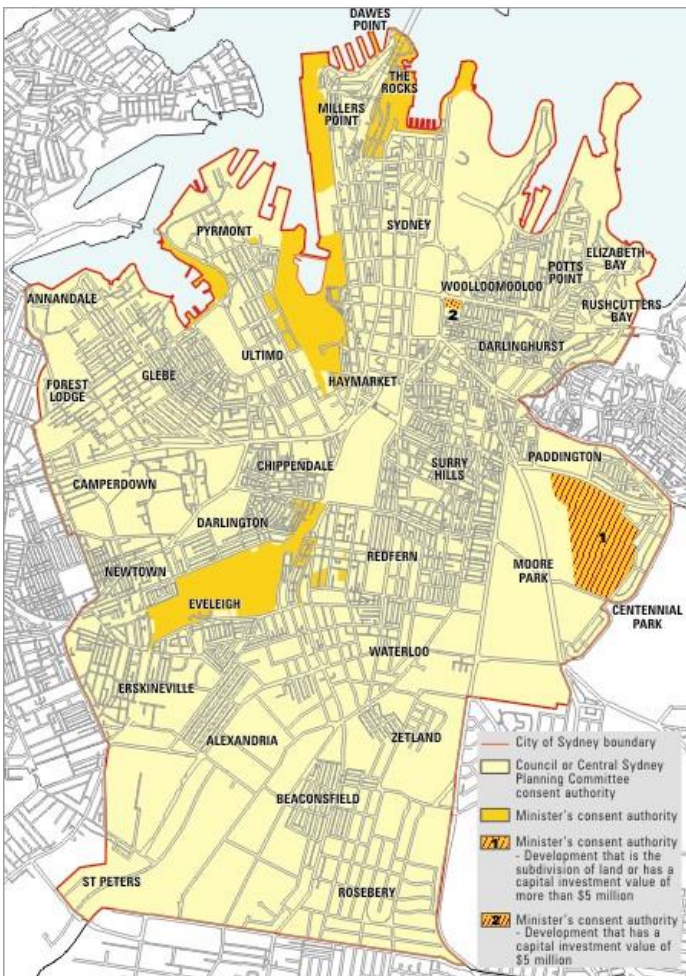 DAWES
POINT
THE
ROCKS
MILLERS
POINT
PYRMONT
SYDNEY
ELIZABETH
BAY
POTTS
POINT
WOOLLOOMOOLOO
ANNANDALE
RUSHCUTTERS
BAY
2
DARLINGHURST
ULTIMO
GLEBE
HAYMARKET
FOREST
LODGE
PADDINGTON
CHIPPENDALE
SURRY
HILLS
CAMPERDOWN
DARLINGTON
1
REDFERN
MOORE
PARK
NEWTOWN
EVELEIGH
CENTENNIAL
PARK
WATERLOO
ERSKINEVILLE
ALEXANDRIA
ZETLAND
BEACONSFIELD
ST PETERS
ROSEBERY
City of Sydney boundary
Council or Central Sydney
Planning Committee
consent authority
Minister's consent authority
1 Minister's consent authority
- Development that is the
subdivision of land or has a
capital investment value of
more than $5 million
2 Minister's consent authority
- Development that has a
capital investment value of
$5 million